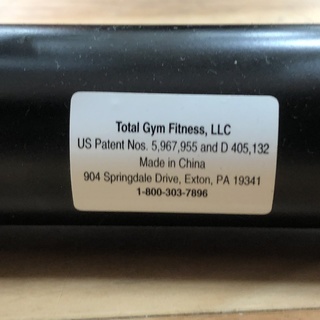 Total Gym Fitness, LLC
US Patent Nos. 5,967,955 and D 405,132
Made in China
904 Springdale Drive, Exton, PA 19341
1-800-303-7896